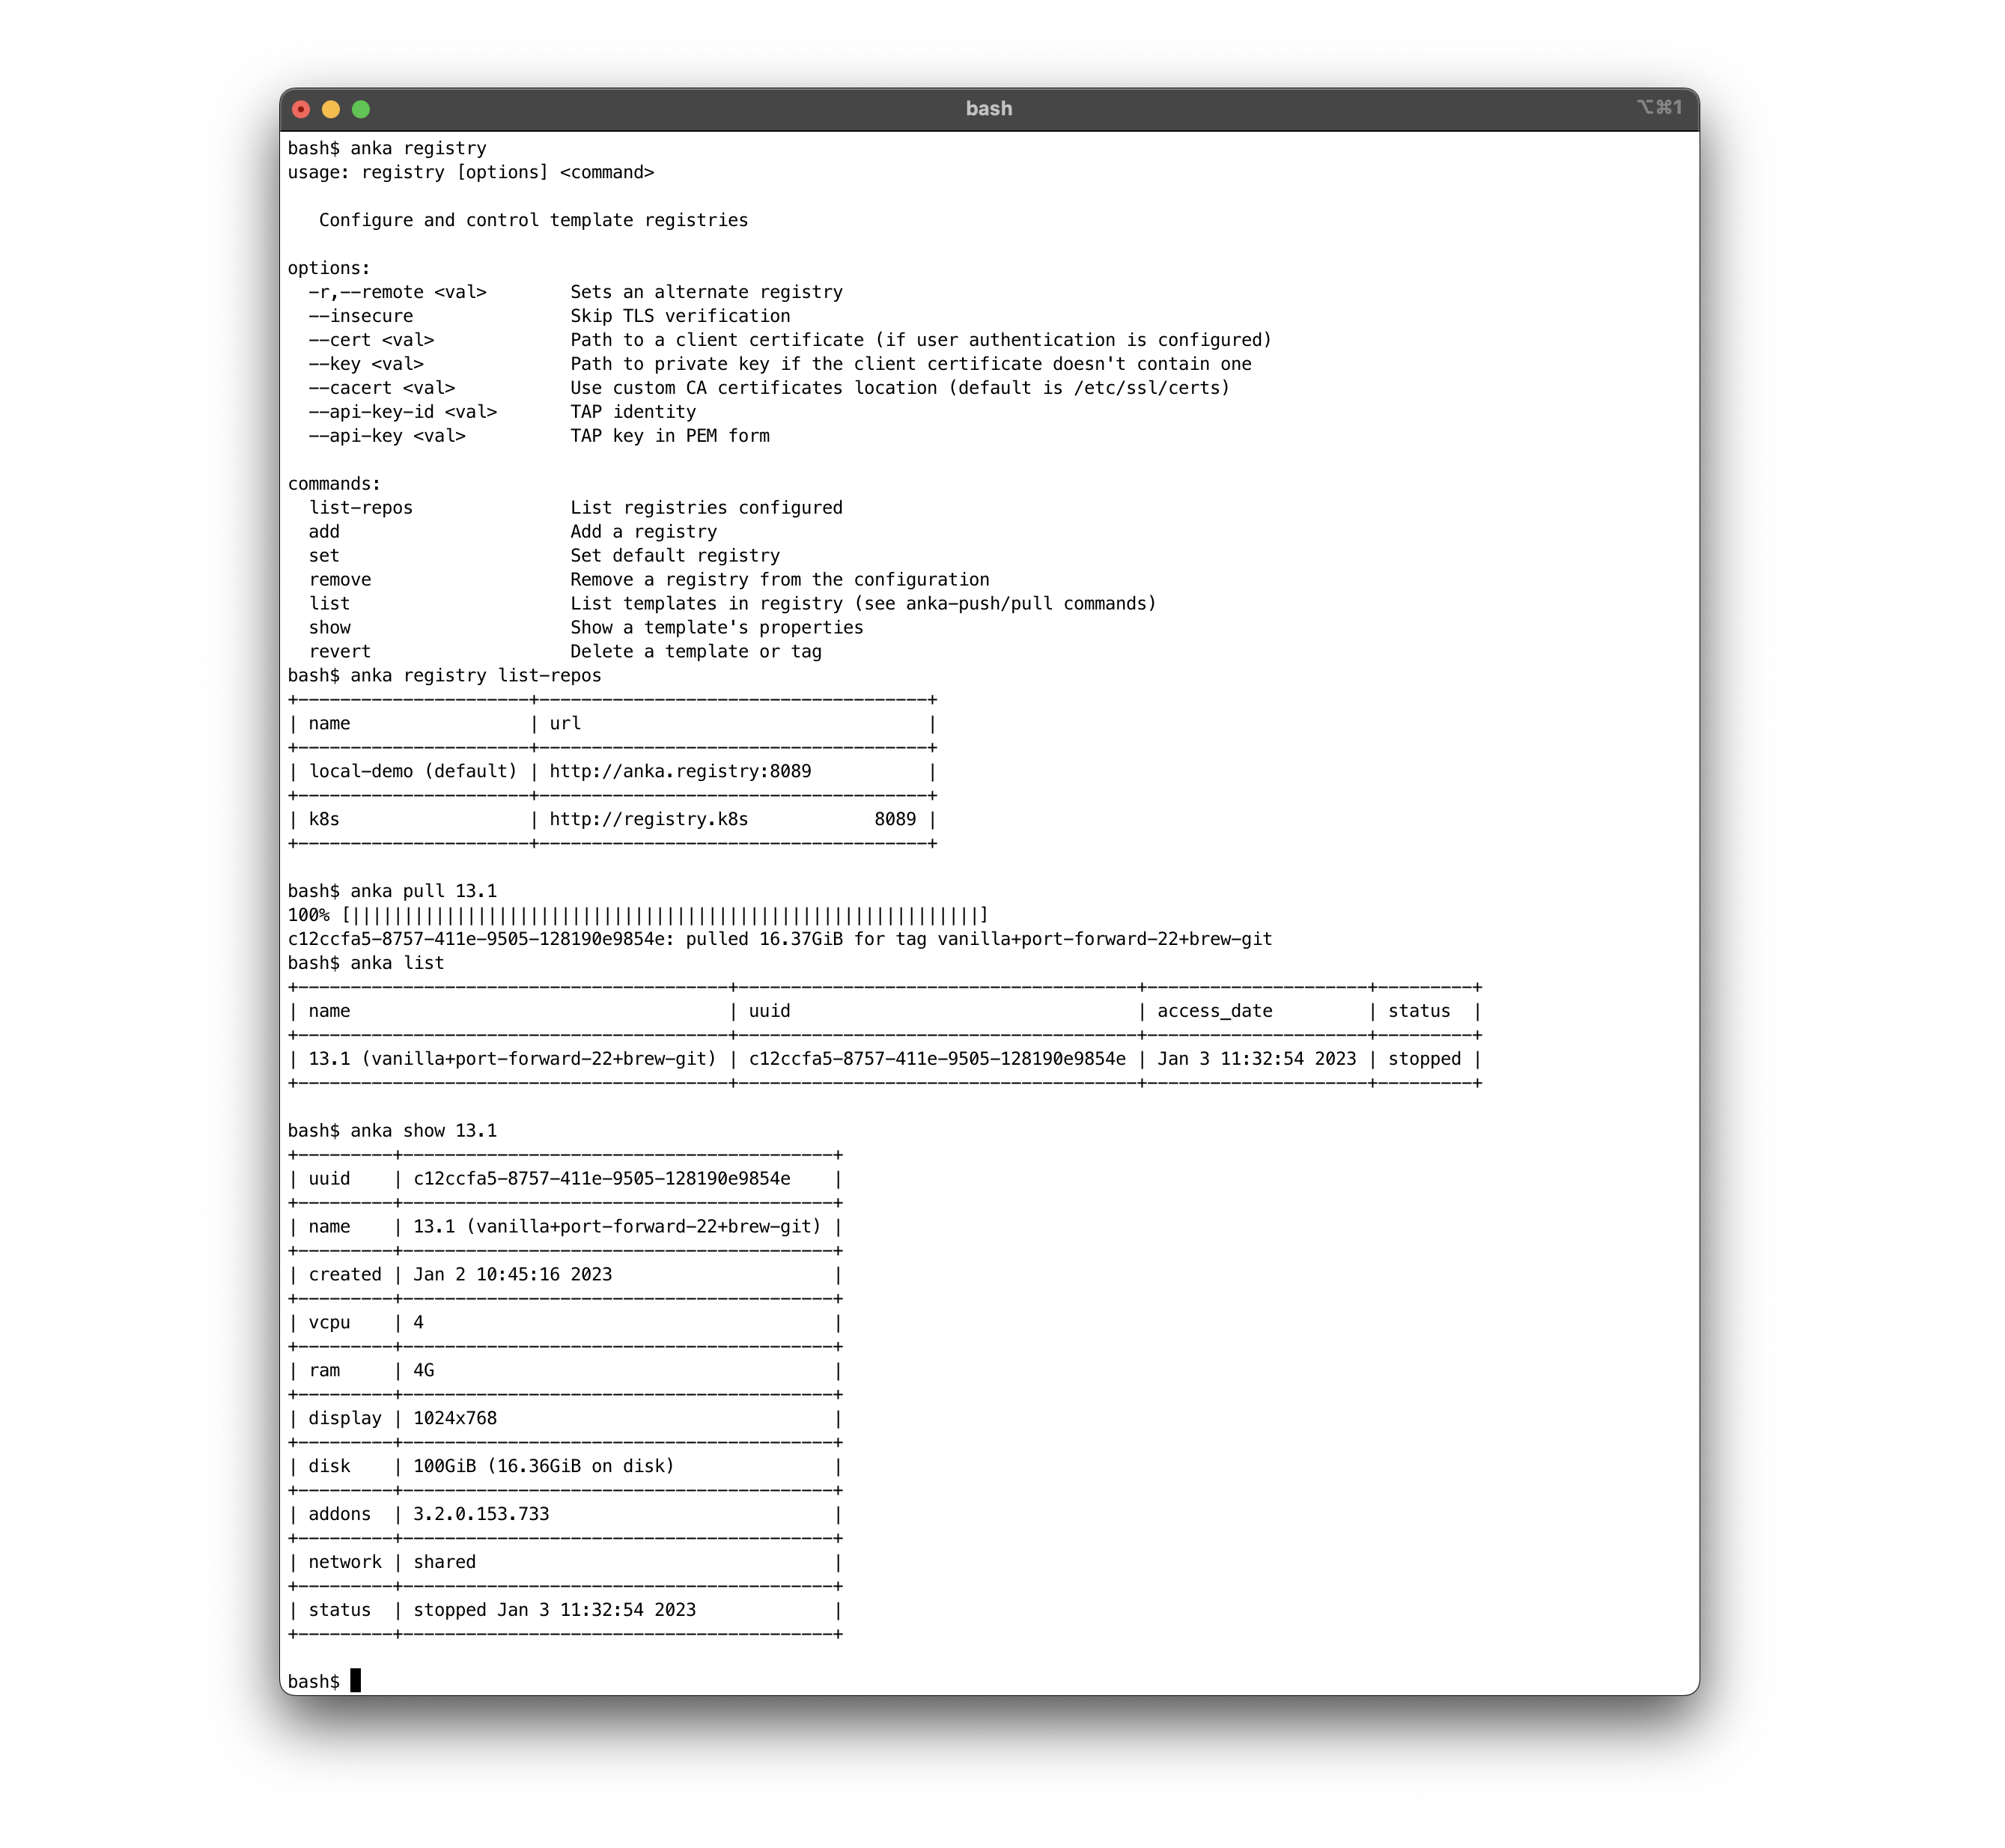 bash
⌥⌘1
bash$ anka registry
usage: registry [options] <command>
Configure and control template registries
options:
-r,--remote <val> Sets an alternate registry
--insecure Skip TLS verification
--cert <val> Path to a client certificate (if user authentication is configured)
--key <val> Path to private key if the client certificate doesn't contain one
--cacert <val> Use custom CA certificates location (default is /etc/ssl/certs)
--api-key-id <val> TAP identity
--api-key <val> TAP key in PEM form
commands:
list-repos List registries configured
add Add a registry
set Set default registry
remove Remove a registry from the configuration
list List templates in registry (see anka-push/pull commands)
show Show a template's properties
revert Delete a template or tag
bash$ anka registry list-repos
+----------------------+-------------------------------------+
| name                 | url                                 |
+----------------------+-------------------------------------+
| local-demo (default) | http://anka.registry:8089           |
+----------------------+-------------------------------------+
| k8s                  | http://registry.k8s            8089 |
+----------------------+-------------------------------------+
bash$ anka pull 13.1
100% [||||||||||||||||||||||||||||||||||||||||||||||||||||||||||||]
c12ccfa5-8757-411e-9505-128190e9854e: pulled 16.37GiB for tag vanilla+port-forward-22+brew-git
bash$ anka list
+-----------------------------------------+--------------------------------------+---------------------+---------+
| name                                    | uuid                                 | access_date         | status  |
+-----------------------------------------+--------------------------------------+---------------------+---------+
| 13.1 (vanilla+port-forward-22+brew-git) | c12ccfa5-8757-411e-9505-128190e9854e | Jan 3 11:32:54 2023 | stopped |
+-----------------------------------------+--------------------------------------+---------------------+---------+
bash$ anka show 13.1
+---------+-----------------------------------------+
| uuid    | c12ccfa5-8757-411e-9505-128190e9854e    |
+---------+-----------------------------------------+
| name    | 13.1 (vanilla+port-forward-22+brew-git) |
+---------+-----------------------------------------+
| created | Jan 2 10:45:16 2023                     |
+---------+-----------------------------------------+
| vcpu    | 4                                       |
+---------+-----------------------------------------+
| ram     | 4G                                      |
+---------+-----------------------------------------+
| display | 1024x768                                |
+---------+-----------------------------------------+
| disk    | 100GiB (16.36GiB on disk)               |
+---------+-----------------------------------------+
| addons  | 3.2.0.153.733                           |
+---------+-----------------------------------------+
| network | shared                                  |
+---------+-----------------------------------------+
| status  | stopped Jan 3 11:32:54 2023             |
+---------+-----------------------------------------+
bash$